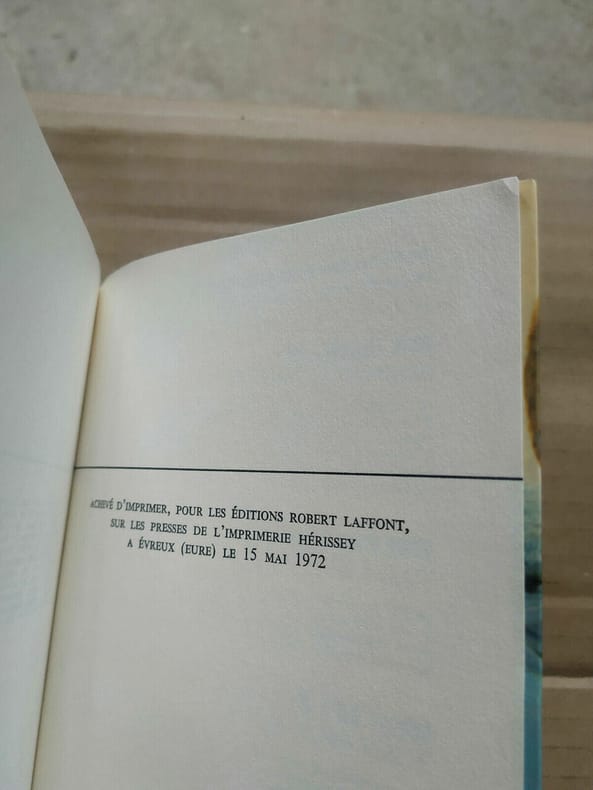 ACHEVÉ D'IMPRIMER, POUR LES ÉDITIONS ROBERT LAFFONT,
SUR LES PRESSES DE L'IMPRIMERIE HÉRISSEY
A ÉVREUX (EURE) LE 15 MAI 1972